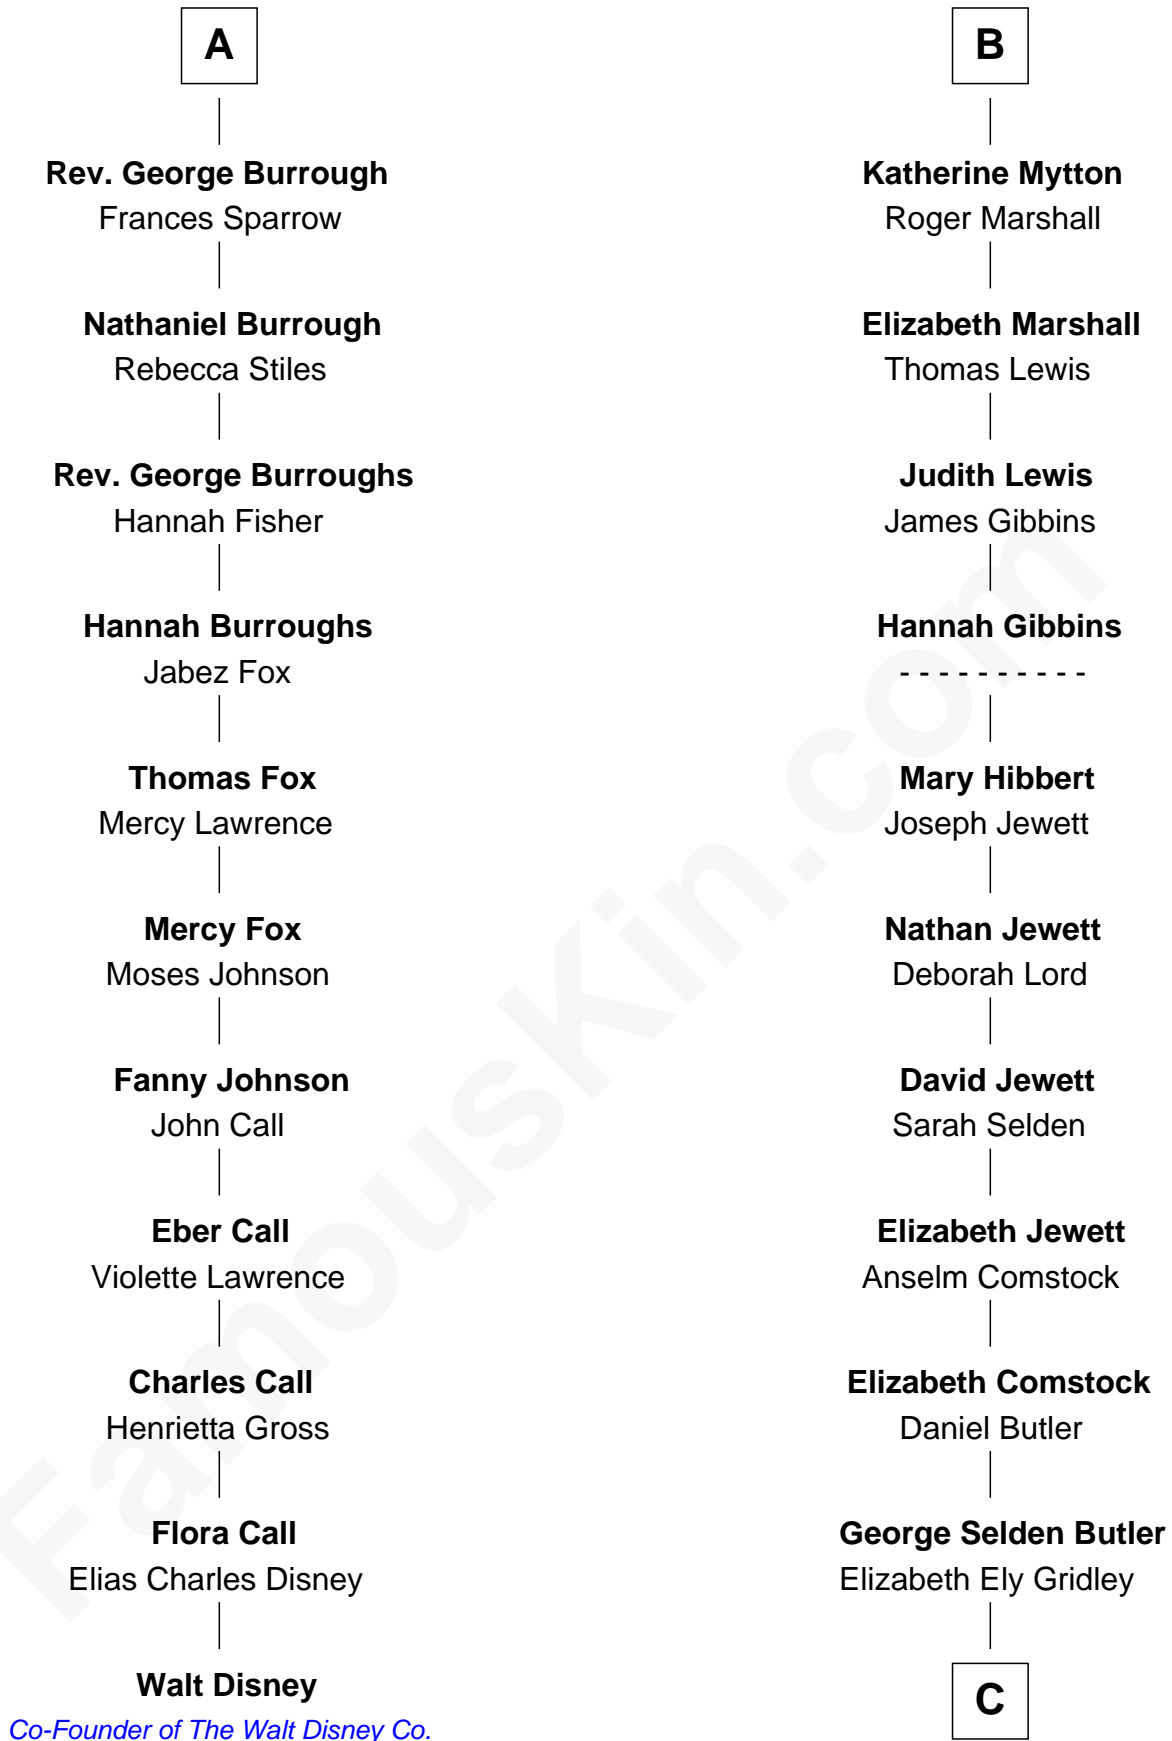 A
Rev. George Burrough
Frances Sparrow
Nathaniel Burrough
Rebecca Stiles
Rev. George Burroughs
Hannah Fisher
Hannah Burroughs
Jabez Fox
Thomas Fox
Mercy Lawrence
Mercy Fox
Moses Johnson
Fanny Johnson
John Call
Eber Call
Violette Lawrence
Charles Call
Henrietta Gross
Flora Call
Elias Charles Disney
Walt Disney
Co-Founder of The Walt Disney Co.
B
Katherine Mytton
Roger Marshall
Elizabeth Marshall
Thomas Lewis
Judith Lewis
James Gibbins
Hannah Gibbins
- - - - - - - - - -
Mary Hibbert
Joseph Jewett
Nathan Jewett
Deborah Lord
David Jewett
Sarah Selden
Elizabeth Jewett
Anselm Comstock
Elizabeth Comstock
Daniel Butler
George Selden Butler
Elizabeth Ely Gridley
C
FamousKin.com